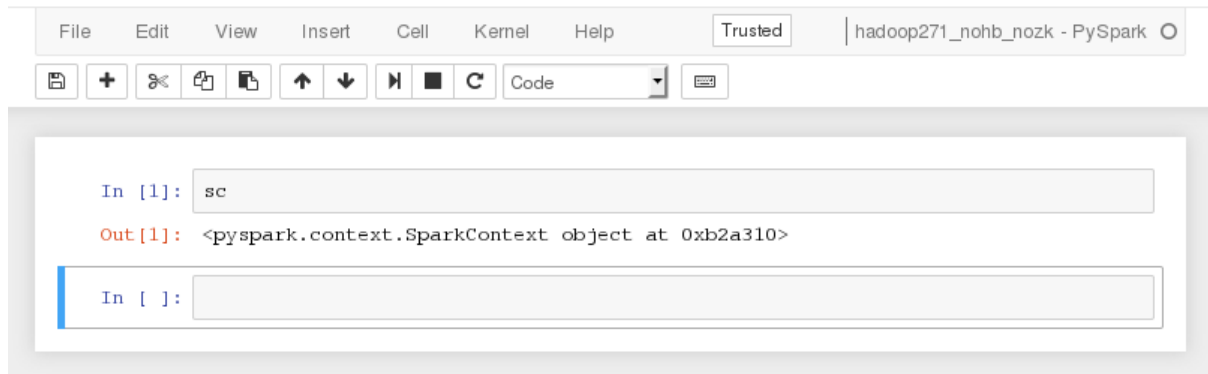 File Edit View Insert Cell Kernel Help Trusted hadoop271_nohb_nozk - PySpark
Code
In [1]: sc
Out[1]: <pyspark.context.SparkContext object at 0xb2a310>
In [ ]: